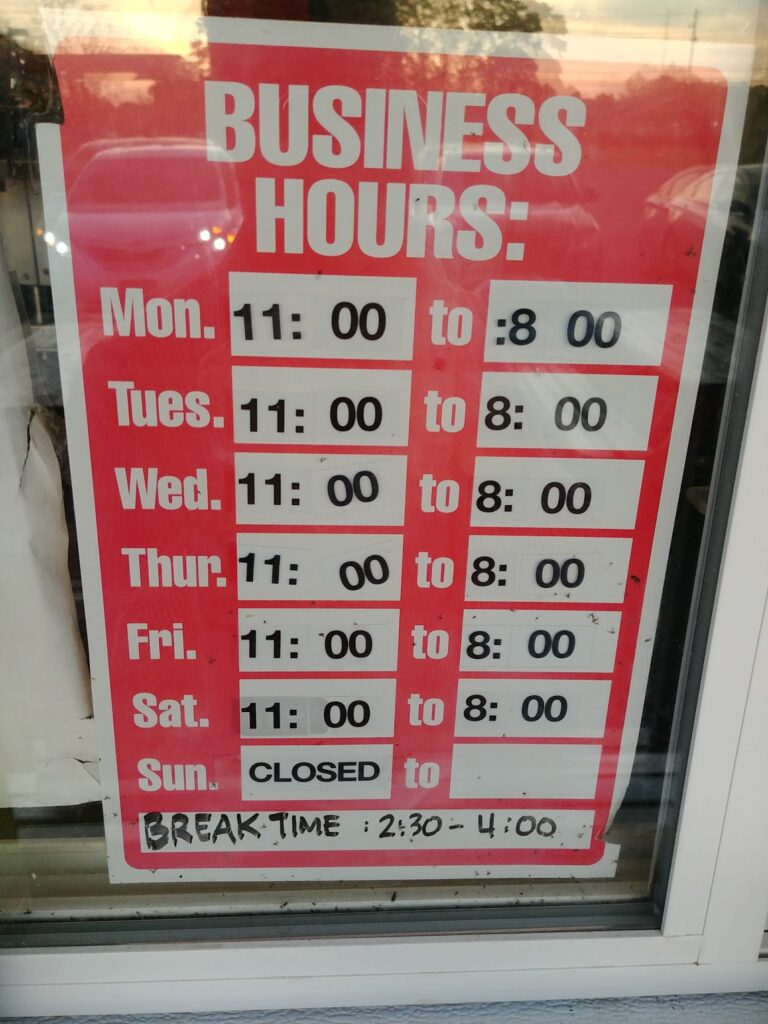 BUSINESS
HOURS:
Mon. 11: 00 to :8 00
Tues. 11: 00 to 8: 00
Wed. 11: 00 to 8: 00
Thur. 11: 00 to 8: 00
Fri. 11: 00 to 8: 00
Sat. 11: 00 to 8: 00
Sun. CLOSED to
BREAK TIME : 2:30 - 4:00